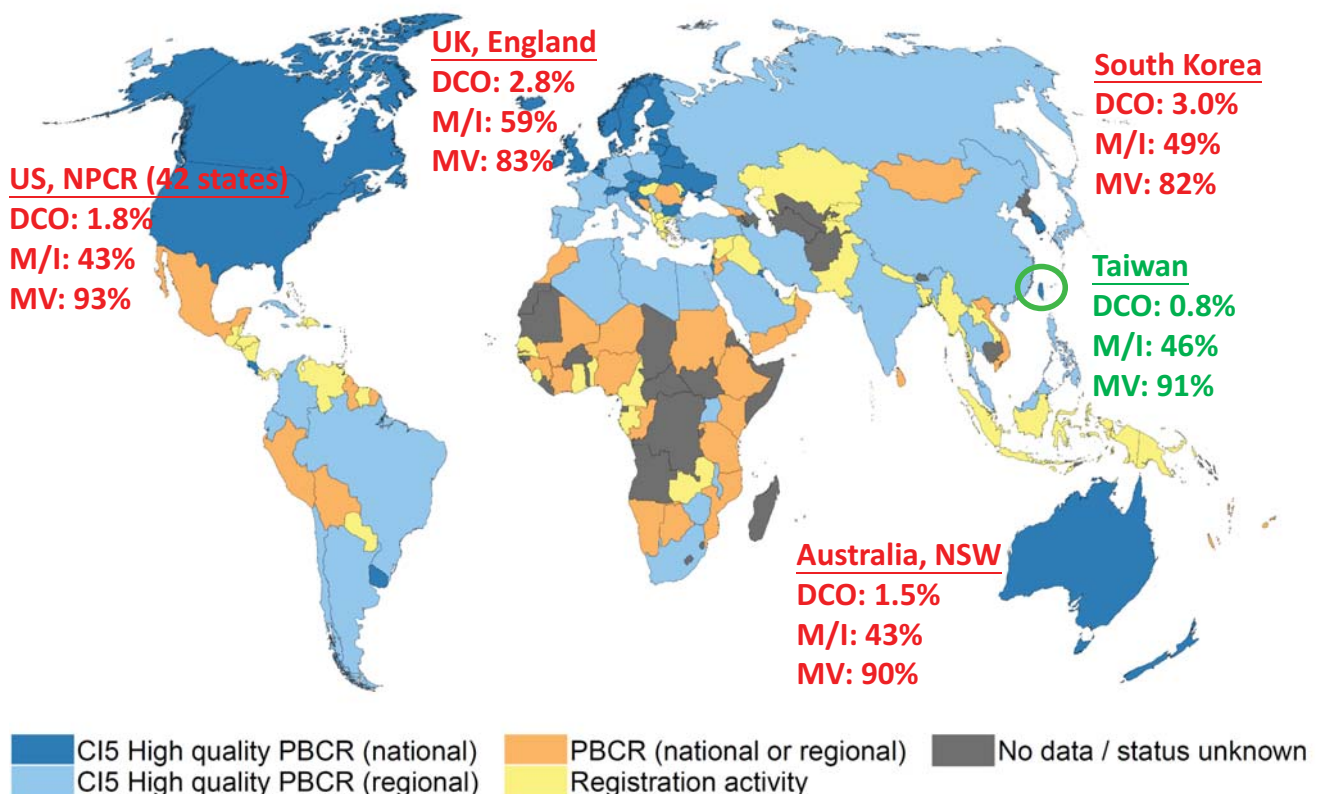 UK, England
DCO: 2.8%
M/I: 59%
MV: 83%
South Korea
DCO: 3.0%
M/I: 49%
MV: 82%
US, NPCR (42 states)
DCO: 1.8%
M/I: 43%
MV: 93%
Taiwan
DCO: 0.8%
M/I: 46%
MV: 91%
Australia, NSW
DCO: 1.5%
M/I: 43%
MV: 90%
CI5 High quality PBCR (national)
CI5 High quality PBCR (regional)
PBCR (national or regional)
Registration activity
No data / status unknown